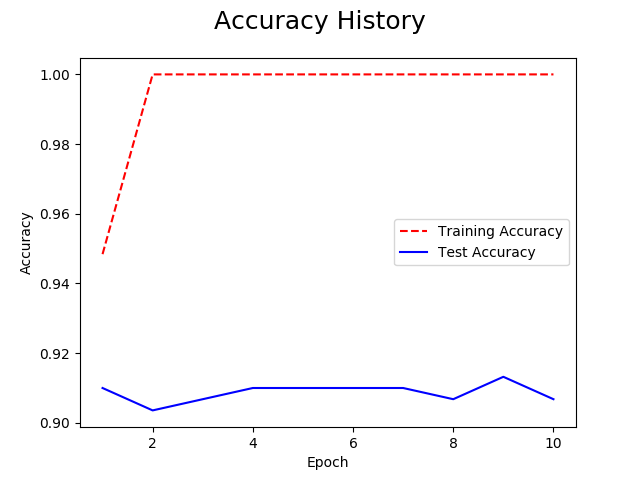 Accuracy History
1.00
0.98
0.96
0.94
0.92
0.90
Accuracy
Training Accuracy
Test Accuracy
2 4 6 8 10
Epoch